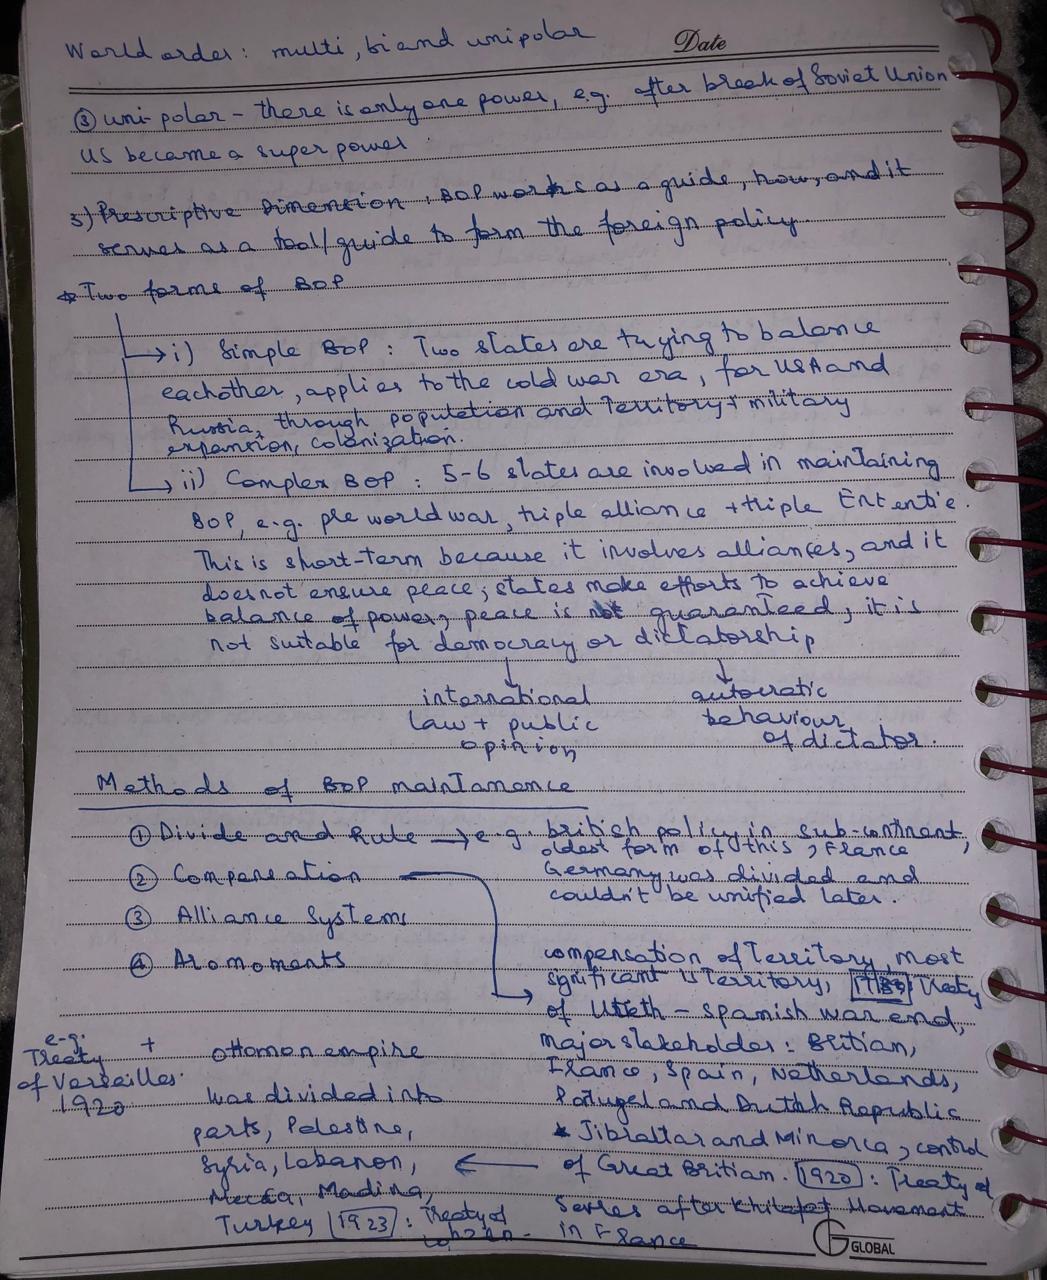 World order: multi, bi and unipolar
Date
③ uni-polar - there is only one power, e.g. after break of Soviet Union
US became a super power.
3) Prescriptive Dimension, BOP works as a guide, how, and it
serves as a tool/guide to form the foreign policy
* Two forms of BOP
i) Simple BOP: Two states are trying to balance
eachother, applies to the cold war era, for USA and
Russia, through population and Territory + military
expansion, colonization.
ii) Complex BOP: 5-6 states are involved in maintaining
BOP, e.g. pre world war, triple alliance + triple Ententie.
This is short-term because it involves alliances, and it
does not ensure peace; states make efforts to achieve
balance of power, peace is not guaranteed, it is
not suitable for democracy or dictatorship
international
law + public
opinion
autocratic
behaviour
of dictator.
Methods of BOP maintamance
① Divide and Rule → e.g. british policy in sub-continant,
oldest form of this, France
Germany was divided and
couldn't be unified later.
② Compensation
③ Alliance Systems
④ Aromoments
compensation of Territory, most
significant is Territory, Treaty
of - spanish war end,
major stakeholder: Britian,
France, Spain, Netherlands,
Portugel and Dutch Republic
* Jibraltar and Minorca, control
of Great Britian. 1920: Treaty of
Series after Khilafat Movement
in France
e-g:
Treaty +
of Versailles.
1920
ottomon empire
was divided into
parts, Palestine,
Syria, Labanon,
Mecca, Madina,
Turkey 1923: Treaty of
GLOBAL